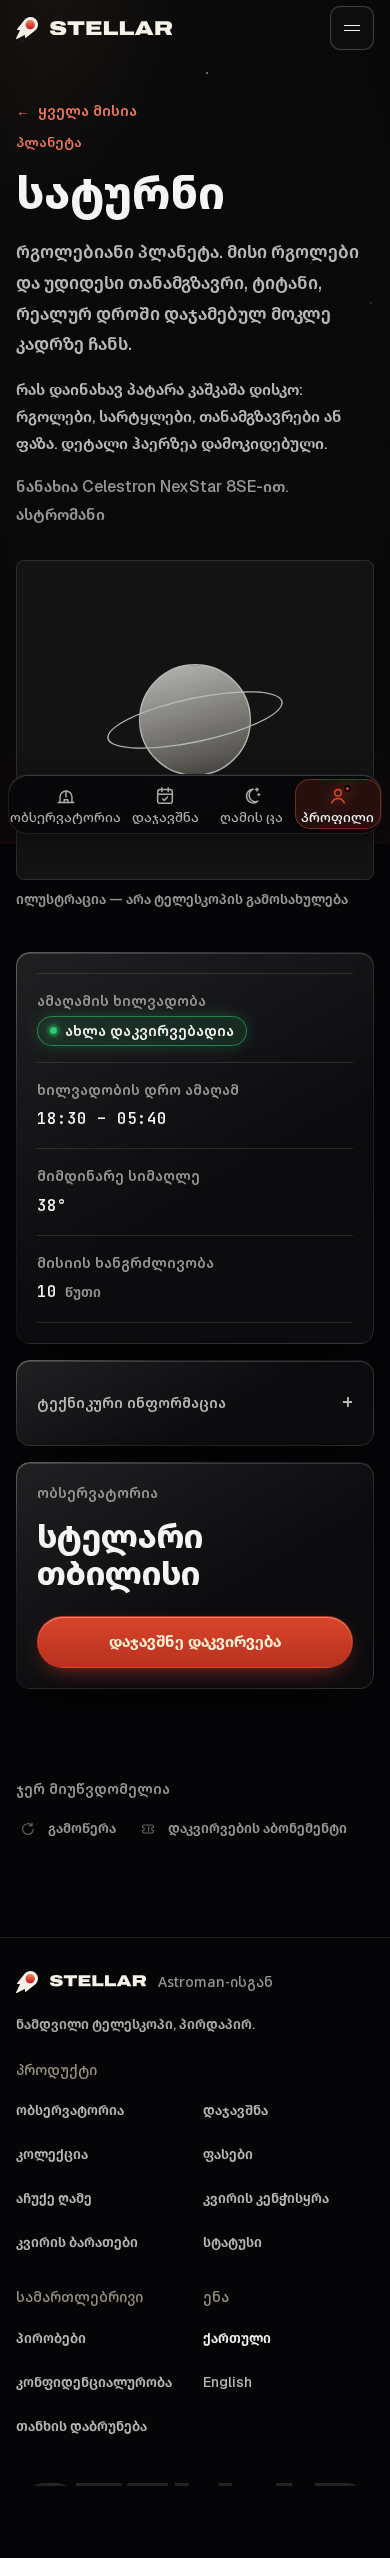 STELLAR
← ყველა მისია
პლანეტა
სატურნი
რგოლებიანი პლანეტა. მისი რგოლები
და უდიდესი თანამგზავრი, ტიტანი,
რეალურ დროში დაჯამებულ მოკლე
კადრზე ჩანს.
რას დაინახავ პატარა კაშკაშა დისკო:
რგოლები, სარტყლები, თანამგზავრები ან
ფაზა. დეტალი ჰაერზეა დამოკიდებული.
ნანახია Celestron NexStar 8SE-ით.
ასტრომანი
ობსერვატორია დაჯავშნა ღამის ცა პროფილი
ილუსტრაცია — არა ტელესკოპის გამოსახულება
ამაღამის ხილვადობა
ახლა დაკვირვებადია
ხილვადობის დრო ამაღამ
18:30 – 05:40
მიმდინარე სიმაღლე
38°
მისიის ხანგრძლივობა
10 წუთი
ტექნიკური ინფორმაცია +
ობსერვატორია
სტელარი
თბილისი
დაჯავშნე დაკვირვება
ჯერ მიუწვდომელია
გამოწერა დაკვირვების აბონემენტი
STELLAR Astroman-ისგან
ნამდვილი ტელესკოპი, პირდაპირ.
პროდუქტი
ობსერვატორია დაჯავშნა
კოლექცია ფასები
აჩუქე ღამე კვირის კენჭისყრა
კვირის ბარათები სტატუსი
სამართლებრივი ენა
პირობები ქართული
კონფიდენციალურობა English
თანხის დაბრუნება